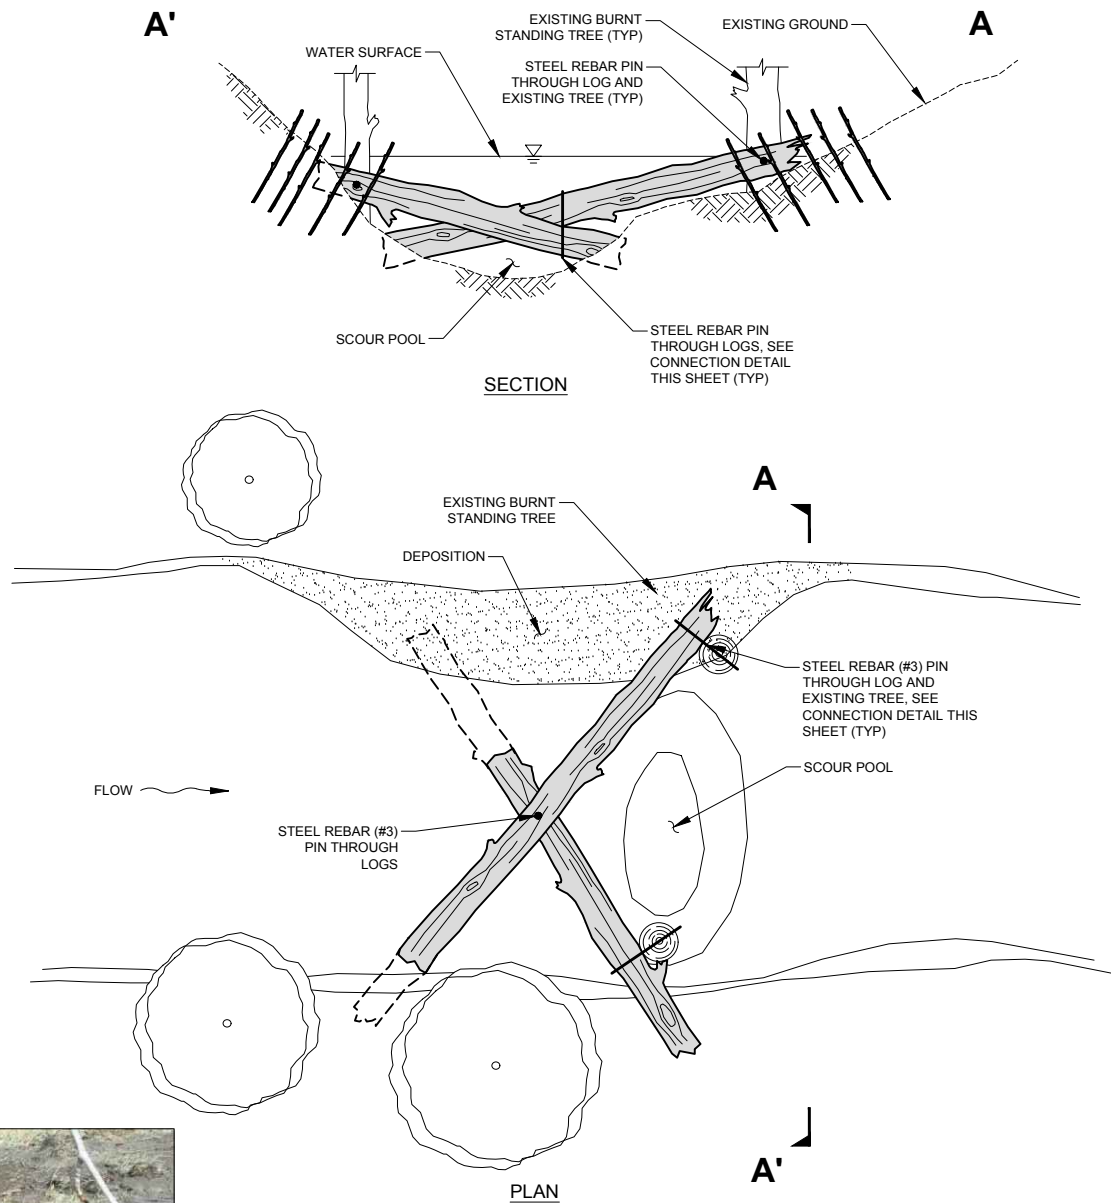 A'
EXISTING BURNT
STANDING TREE (TYP)
EXISTING GROUND
A
WATER SURFACE
STEEL REBAR PIN
THROUGH LOG AND
EXISTING TREE (TYP)
SCOUR POOL
STEEL REBAR PIN
THROUGH LOGS, SEE
CONNECTION DETAIL
THIS SHEET (TYP)
SECTION
A
EXISTING BURNT
STANDING TREE
DEPOSITION
STEEL REBAR (#3) PIN
THROUGH LOG AND
EXISTING TREE, SEE
CONNECTION DETAIL THIS
SHEET (TYP)
SCOUR POOL
FLOW
STEEL REBAR (#3)
PIN THROUGH
LOGS
A'
PLAN